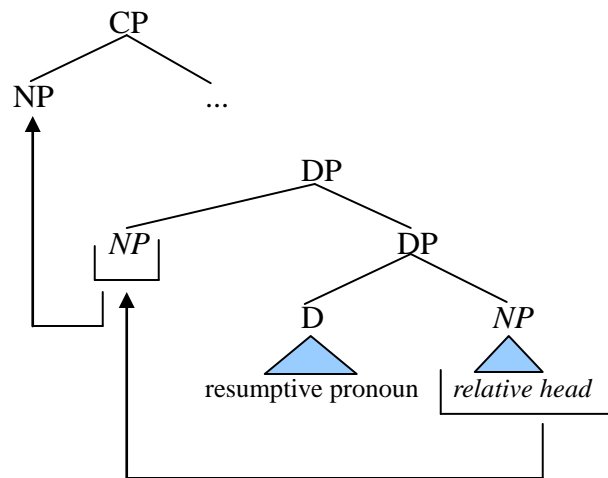 CP
NP ...
DP
NP DP
D NP
resumptive pronoun relative head